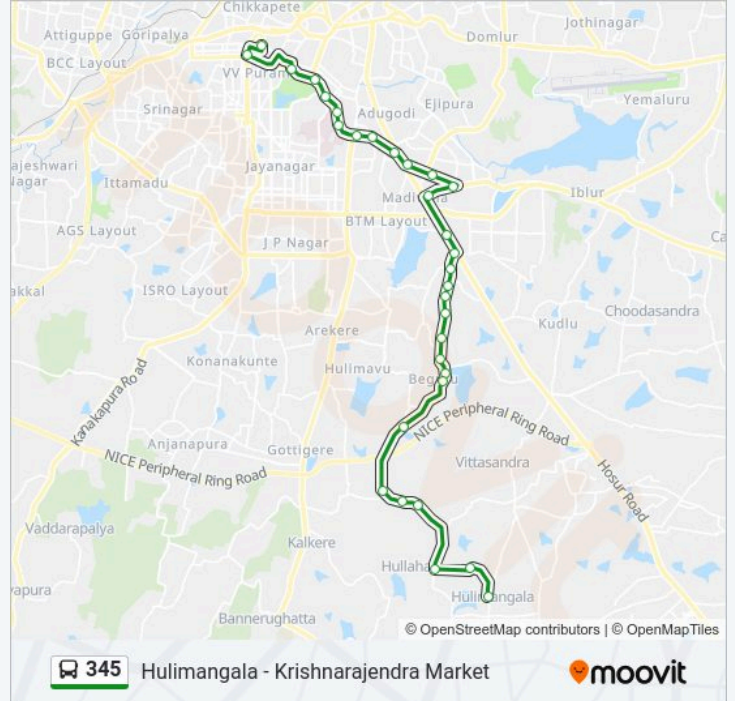 Chikkapete
Attiguppe Goripalya
Jothinagar
Domlur
BCC Layout
VV Puram
Yemaluru
Srinagar
Ejipura
Adugodi
Jayanagar
ajeshwari
Nagar
Ittamadu
Iblur
BTM Layout
AGS Layout
J P Nagar
Ca
akkal
ISRO Layout
Choodasandra
Arekere
Kudlu
Konanakunte
Hulimavu
Kanakapura Road
NICE Peripheral Ring Road
Anjanapura
Gottigere
NICE Peripheral Ring Road
Vittasandra
Hosur Road
Vaddarapalya
Kalkere
Hullaha
apura
Hulimangala
Bannerughatta
© OpenStreetMap contributors | © OpenMapTiles
345 Hulimangala - Krishnarajendra Market
moovit